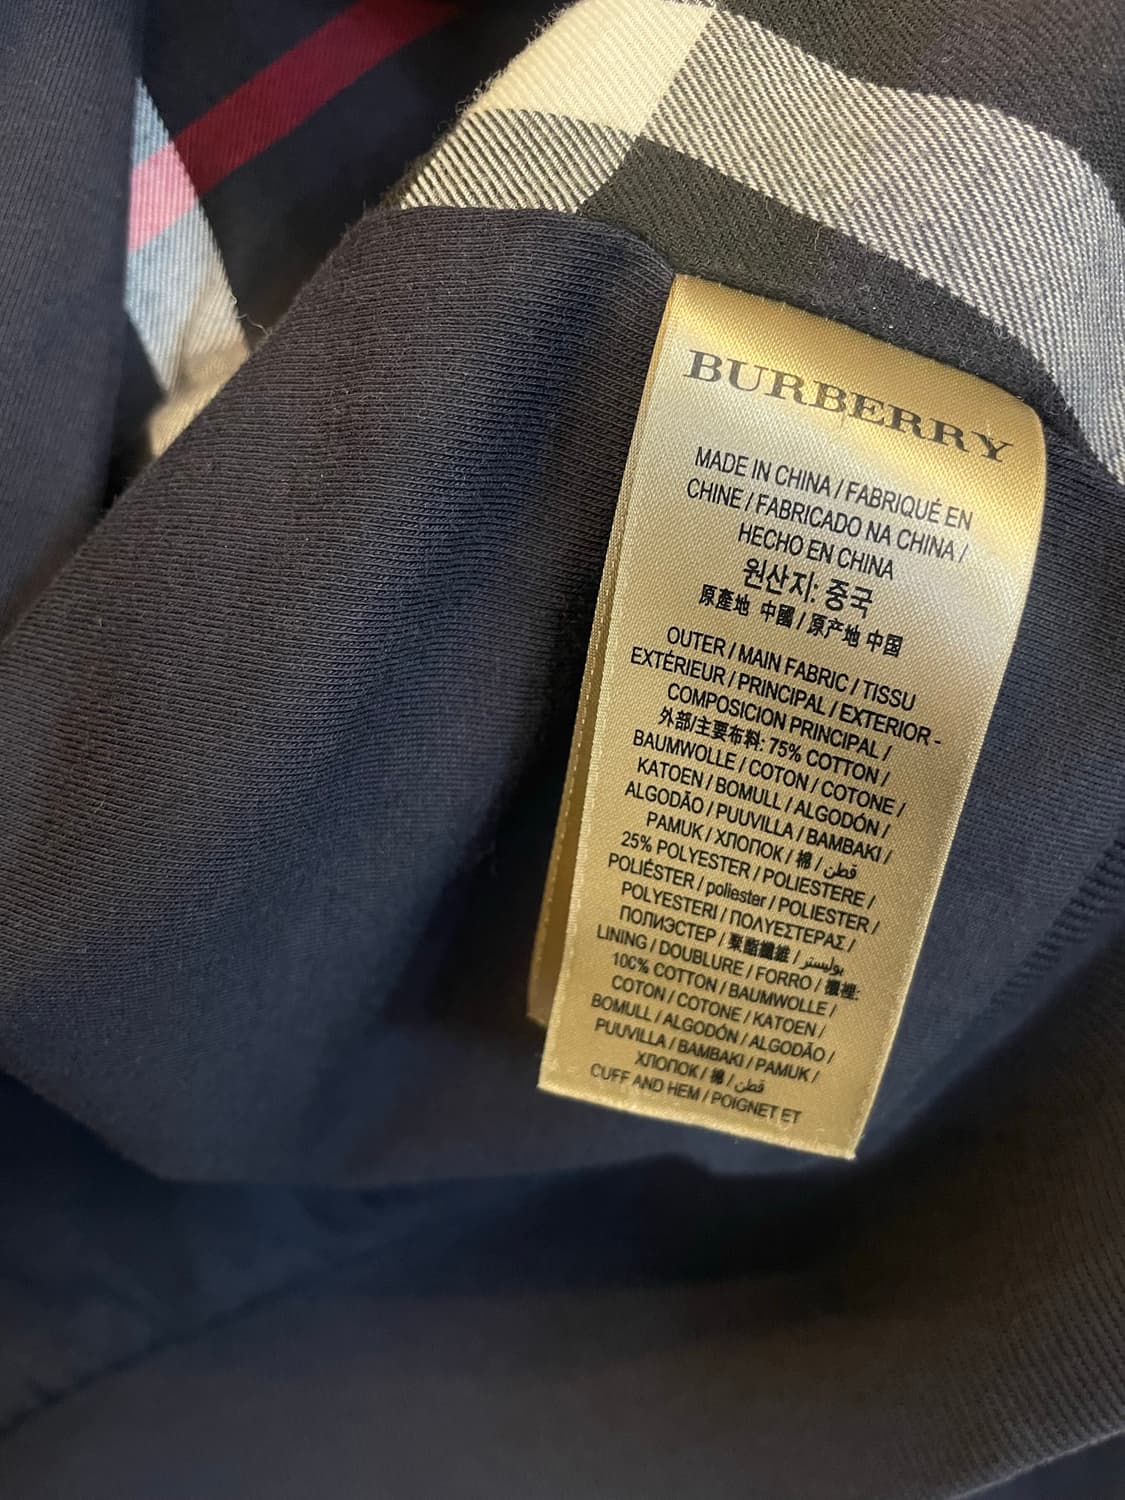 BURBERRY
MADE IN CHINA / FABRIQUÉ EN
CHINE / FABRICADO NA CHINA /
HECHO EN CHINA
원산지: 중국
原產地 中國 / 原产地 中国
OUTER / MAIN FABRIC / TISSU
EXTÉRIEUR / PRINCIPAL / EXTERIOR -
COMPOSICION PRINCIPAL /
外部/主要布料: 75% COTTON /
BAUMWOLLE / COTON / COTONE /
KATOEN / BOMULL / ALGODÓN /
ALGODÃO / PUUVILLA / BAMBAKI /
PAMUK / ХЛОПОК / 棉 / قطن /
25% POLYESTER / POLIESTERE /
POLIÉSTER / poliester / POLIESTER /
POLYESTERI / ΠΟΛΥΕΣΤΕΡΑΣ /
ПОЛИЭСТЕР / 聚酯纖維 / بوليستر /
LINING / DOUBLURE / FORRO / 襯裡:
100% COTTON / BAUMWOLLE /
COTON / COTONE / KATOEN /
BOMULL / ALGODÓN / ALGODÃO /
PUUVILLA / BAMBAKI / PAMUK /
ХЛОПОК / 棉 / قطن
CUFF AND HEM / POIGNET ET